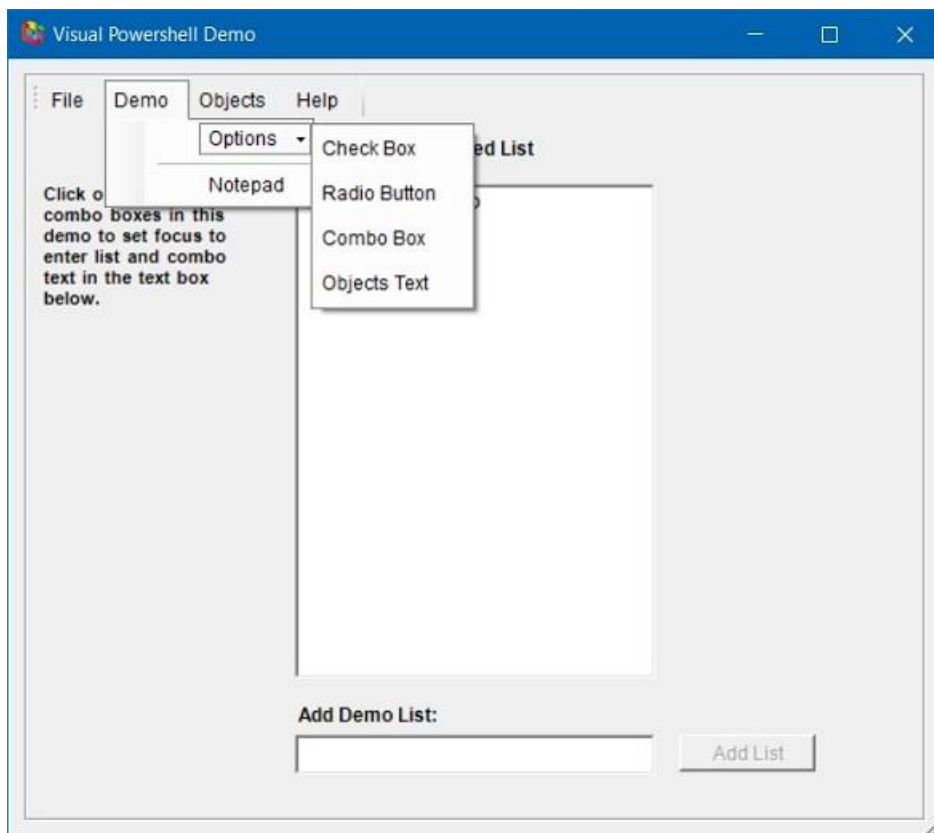 Visual Powershell Demo
File Demo Objects Help
Options
Notepad
Check Box
Radio Button
Combo Box
Objects Text
List
Click
combo boxes in this
demo to set focus to
enter list and combo
text in the text box
below.
Add Demo List:
Add List